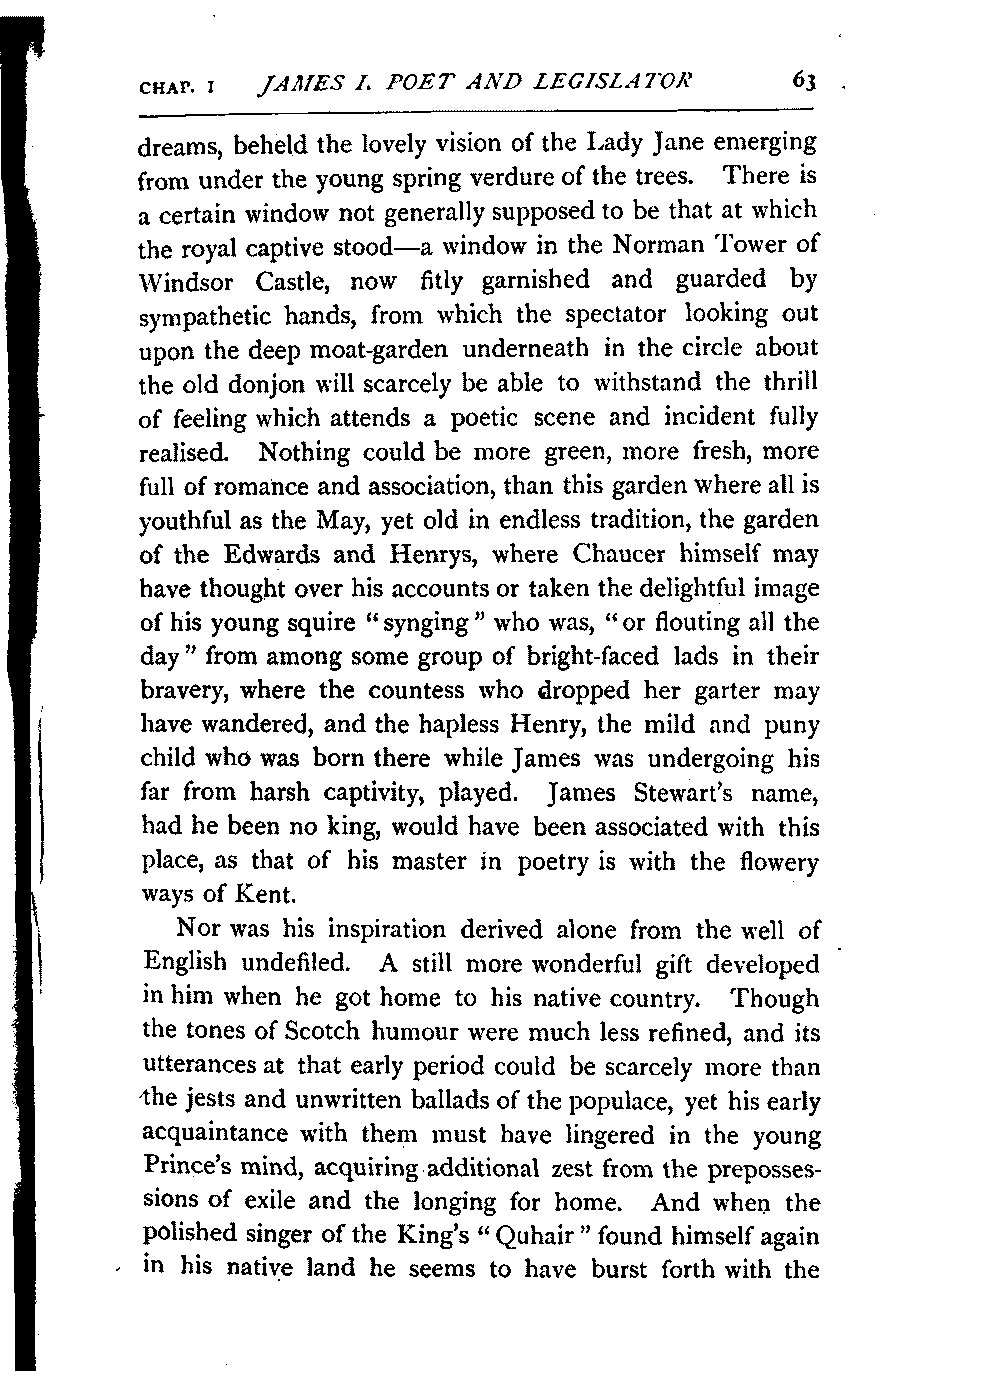 CHAP. I JAMES I. POET AND LEGISLATOR 63
dreams, beheld the lovely vision of the Lady Jane emerging
from under the young spring verdure of the trees. There is
a certain window not generally supposed to be that at which
the royal captive stood—a window in the Norman Tower of
Windsor Castle, now fitly garnished and guarded by
sympathetic hands, from which the spectator looking out
upon the deep moat-garden underneath in the circle about
the old donjon will scarcely be able to withstand the thrill
of feeling which attends a poetic scene and incident fully
realised. Nothing could be more green, more fresh, more
full of romance and association, than this garden where all is
youthful as the May, yet old in endless tradition, the garden
of the Edwards and Henrys, where Chaucer himself may
have thought over his accounts or taken the delightful image
of his young squire "synging" who was, "or flouting all the
day" from among some group of bright-faced lads in their
bravery, where the countess who dropped her garter may
have wandered, and the hapless Henry, the mild and puny
child who was born there while James was undergoing his
far from harsh captivity, played. James Stewart's name,
had he been no king, would have been associated with this
place, as that of his master in poetry is with the flowery
ways of Kent.
Nor was his inspiration derived alone from the well of
English undefiled. A still more wonderful gift developed
in him when he got home to his native country. Though
the tones of Scotch humour were much less refined, and its
utterances at that early period could be scarcely more than
the jests and unwritten ballads of the populace, yet his early
acquaintance with them must have lingered in the young
Prince's mind, acquiring additional zest from the preposses-
sions of exile and the longing for home. And when the
polished singer of the King's "Quhair" found himself again
in his native land he seems to have burst forth with the